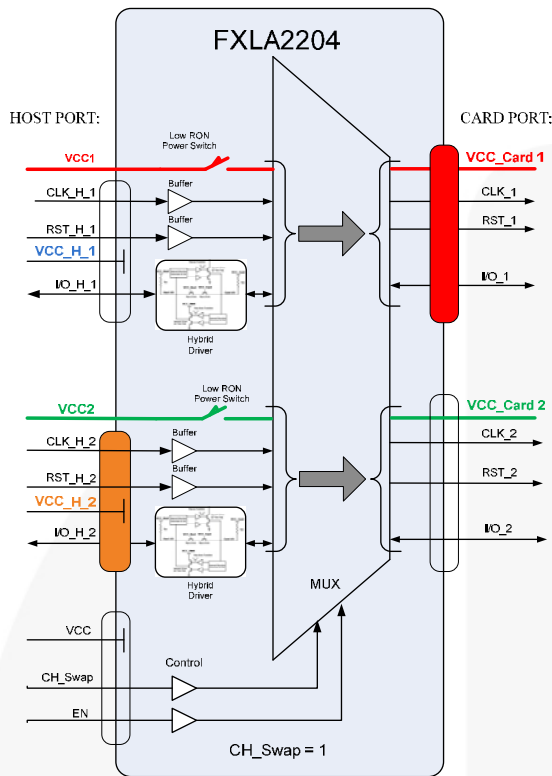 FXLA2204
HOST PORT:
CARD PORT:
Low RON
Power Switch
VCC1
VCC_Card 1
CLK_H_1
Buffer
CLK_1
RST_H_1
Buffer
RST_1
VCC_H_1
I/O_H_1
I/O_1
Hybrid
Driver
Low RON
Power Switch
VCC2
VCC_Card 2
CLK_H_2
Buffer
CLK_2
RST_H_2
Buffer
RST_2
VCC_H_2
I/O_H_2
I/O_2
Hybrid
Driver
MUX
VCC
CH_Swap
Control
EN
CH_Swap = 1